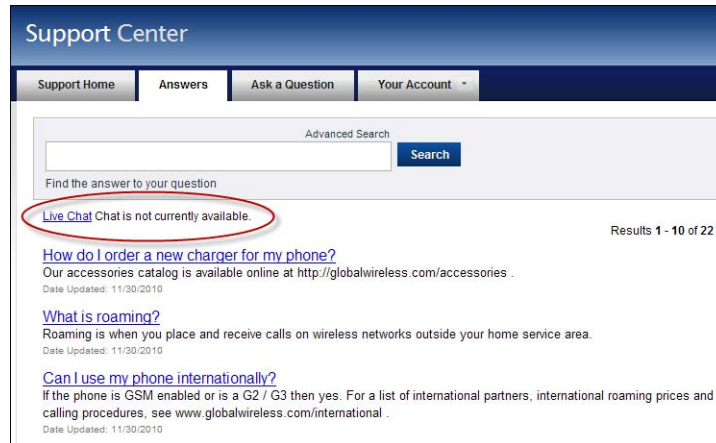 Support Center
Support Home Answers Ask a Question Your Account
Advanced Search
Search
Find the answer to your question
Live Chat Chat is not currently available.
Results 1 - 10 of 22
How do I order a new charger for my phone?
Our accessories catalog is available online at http://globalwireless.com/accessories .
Date Updated: 11/30/2010
What is roaming?
Roaming is when you place and receive calls on wireless networks outside your home service area.
Date Updated: 11/30/2010
Can I use my phone internationally?
If the phone is GSM enabled or is a G2 / G3 then yes. For a list of international partners, international roaming prices and
calling procedures, see www.globalwireless.com/international .
Date Updated: 11/30/2010